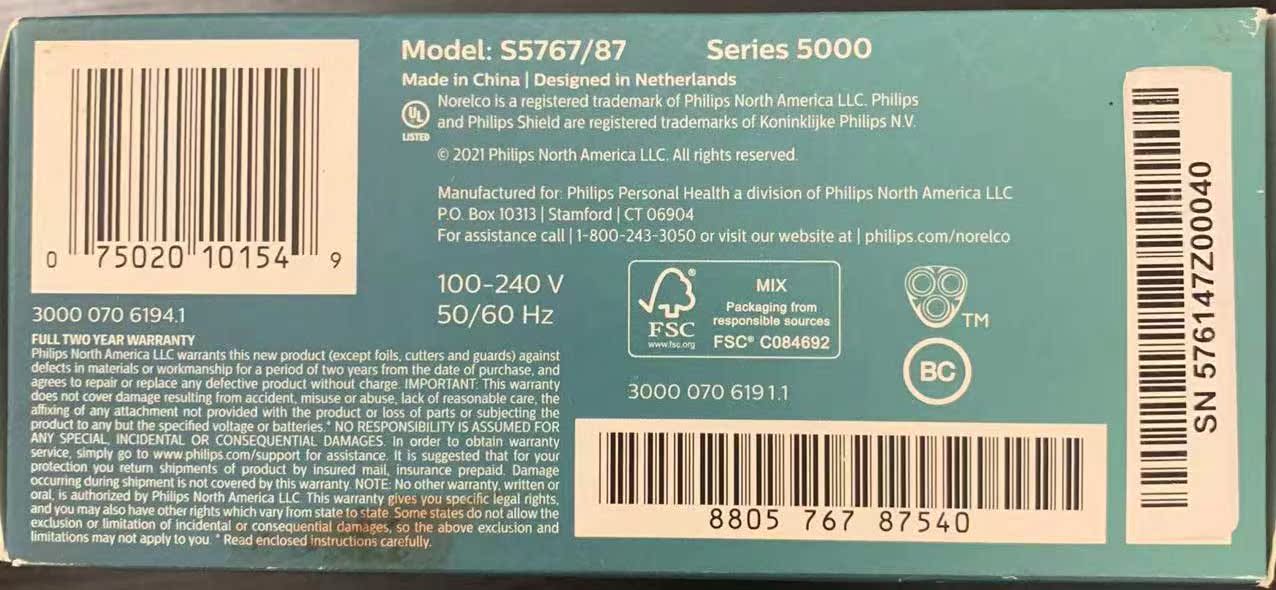 Model: S5767/87 Series 5000
Made in China | Designed in Netherlands
UL
LISTED
Norelco is a registered trademark of Philips North America LLC. Philips
and Philips Shield are registered trademarks of Koninklijke Philips N.V.
© 2021 Philips North America LLC. All rights reserved.
Manufactured for: Philips Personal Health a division of Philips North America LLC
P.O. Box 10313 | Stamford | CT 06904
For assistance call | 1-800-243-3050 or visit our website at | philips.com/norelco
0 75020 10154 9
100-240 V
50/60 Hz
FSC®
www.fsc.org
MIX
Packaging from
responsible sources
FSC® C084692
TM
BC
3000 070 6191.1
3000 070 6194.1
FULL TWO YEAR WARRANTY
Philips North America LLC warrants this new product (except foils, cutters and guards) against
defects in materials or workmanship for a period of two years from the date of purchase, and
agrees to repair or replace any defective product without charge. IMPORTANT: This warranty
does not cover damage resulting from accident, misuse or abuse, lack of reasonable care, the
affixing of any attachment not provided with the product or loss of parts or subjecting the
product to any but the specified voltage or batteries.* NO RESPONSIBILITY IS ASSUMED FOR
ANY SPECIAL, INCIDENTAL OR CONSEQUENTIAL DAMAGES. In order to obtain warranty
service, simply go to www.philips.com/support for assistance. It is suggested that for your
protection you return shipments of product by insured mail, insurance prepaid. Damage
occurring during shipment is not covered by this warranty. NOTE: No other warranty, written or
oral, is authorized by Philips North America LLC. This warranty gives you specific legal rights,
and you may also have other rights which vary from state to state. Some states do not allow the
exclusion or limitation of incidental or consequential damages, so the above exclusion and
limitations may not apply to you. * Read enclosed instructions carefully.
8805 767 87540
SN 576147Z00040